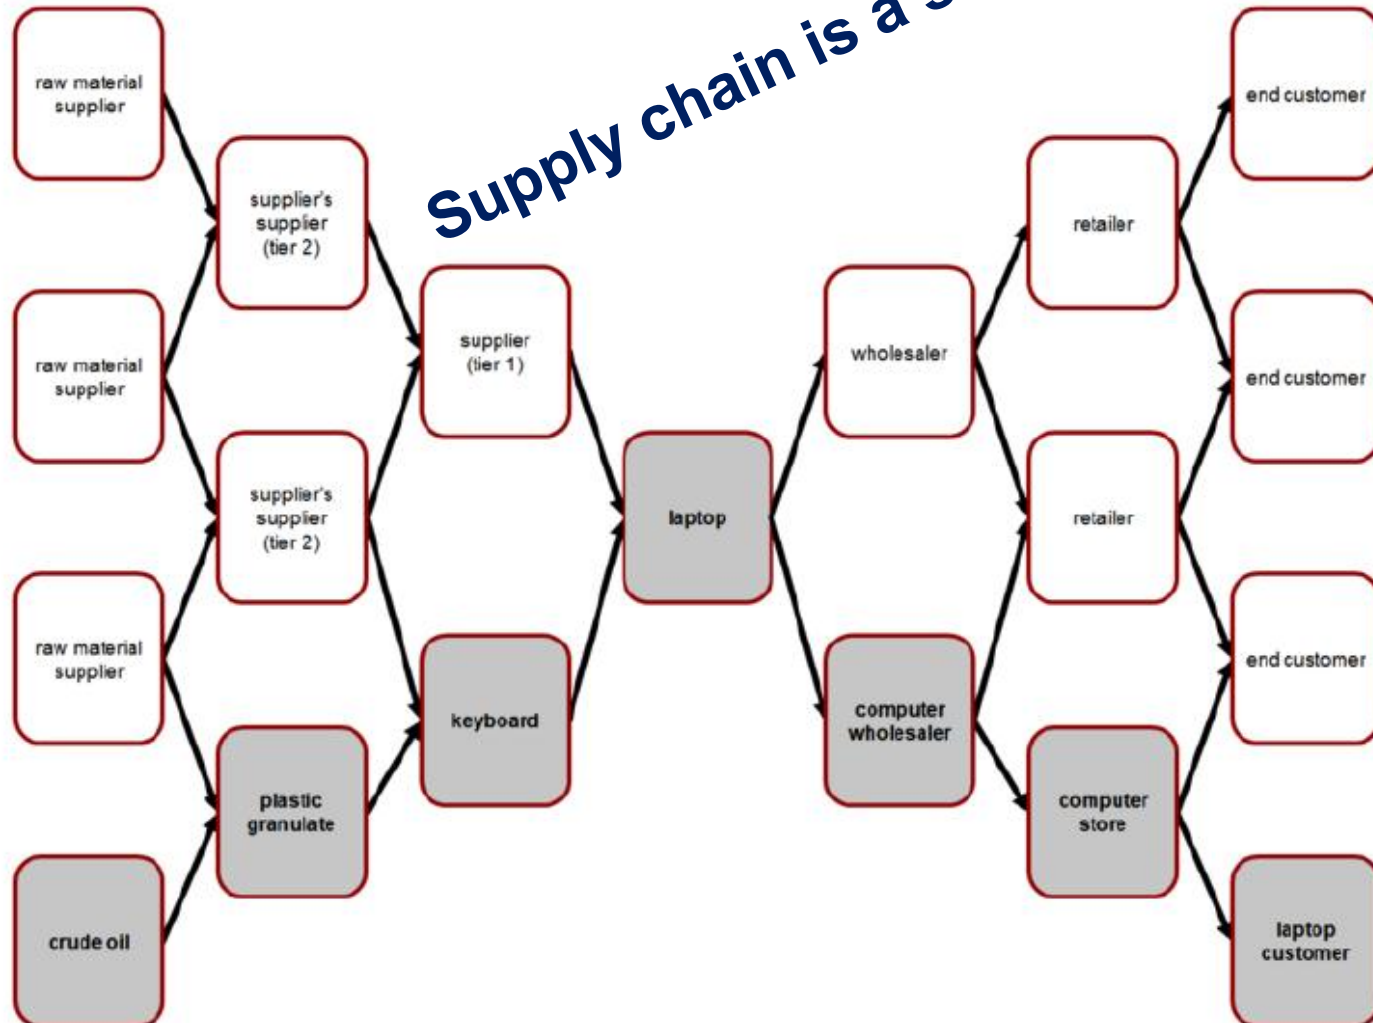 Supply chain is a
raw material
supplier
supplier's
supplier
(tier 2)
raw material
supplier
supplier
(tier 1)
supplier's
supplier
(tier 2)
raw material
supplier
keyboard
plastic
granulate
crude oil
laptop
wholesaler
computer
wholesaler
retailer
retailer
computer
store
end customer
end customer
end customer
laptop
customer